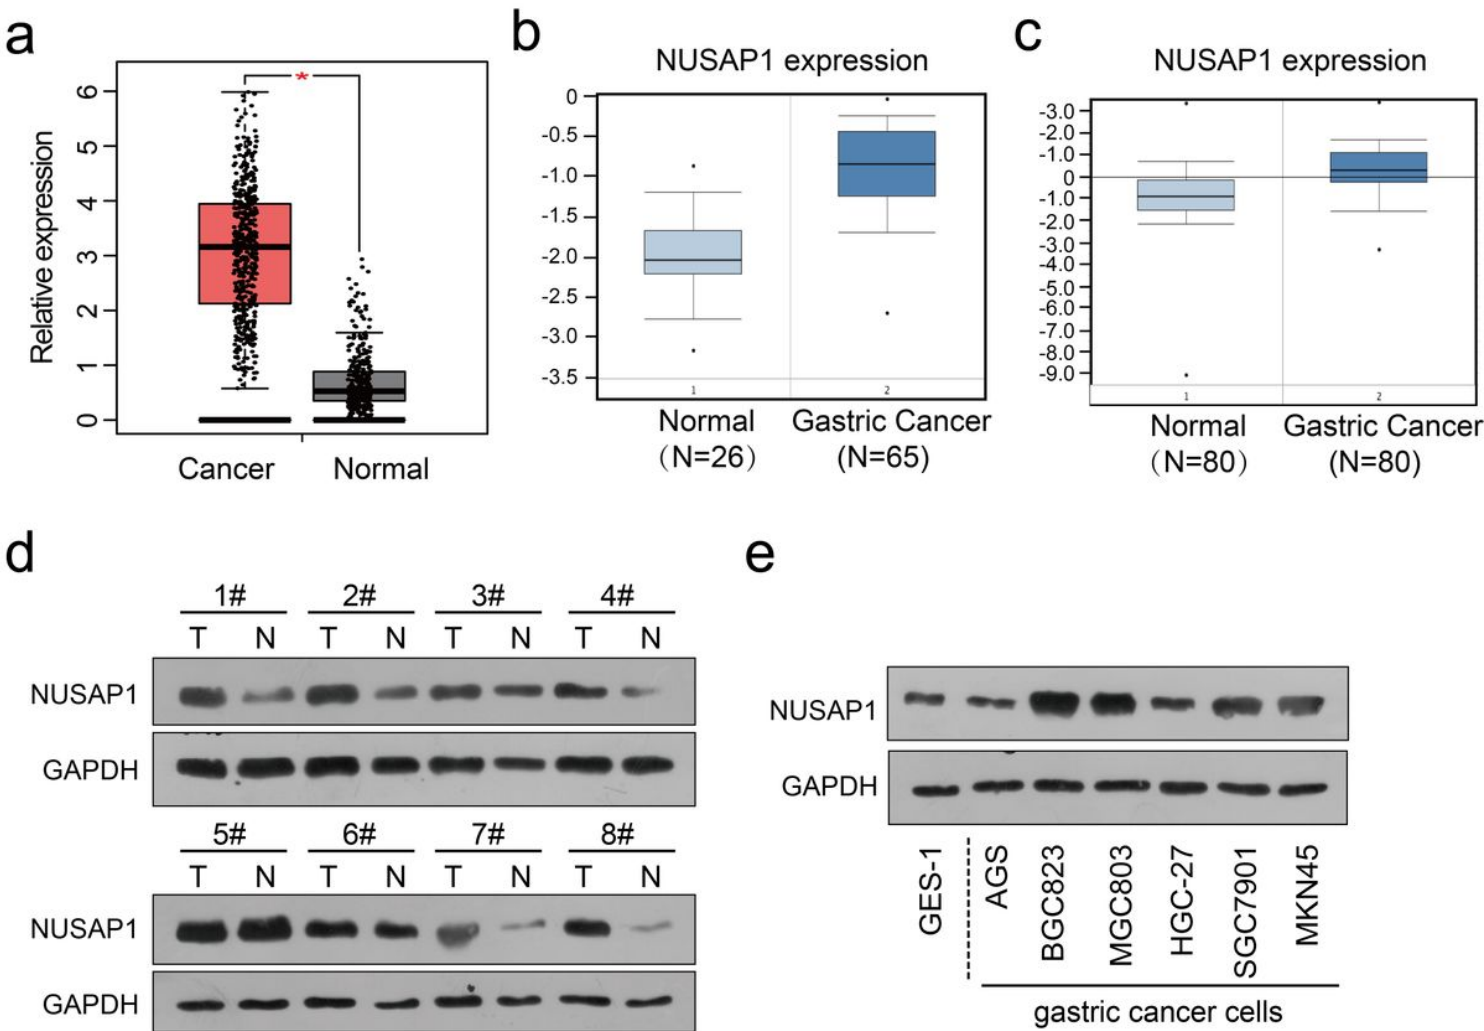 a
b
c
NUSAP1 expression
NUSAP1 expression
Relative expression
6
5
4
3
2
1
0
*
Cancer Normal
0
-0.5
-1.0
-1.5
-2.0
-2.5
-3.0
-3.5
1 2
Normal Gastric Cancer
(N=26) (N=65)
-3.0
-2.0
-1.0
0
-1.0
-2.0
-3.0
-4.0
-5.0
-6.0
-7.0
-8.0
-9.0
1 2
Normal Gastric Cancer
(N=80) (N=80)
d
1# 2# 3# 4#
T N T N T N T N
NUSAP1
GAPDH
5# 6# 7# 8#
T N T N T N T N
NUSAP1
GAPDH
e
NUSAP1
GAPDH
GES-1
AGS
BGC823
MGC803
HGC-27
SGC7901
MKN45
gastric cancer cells